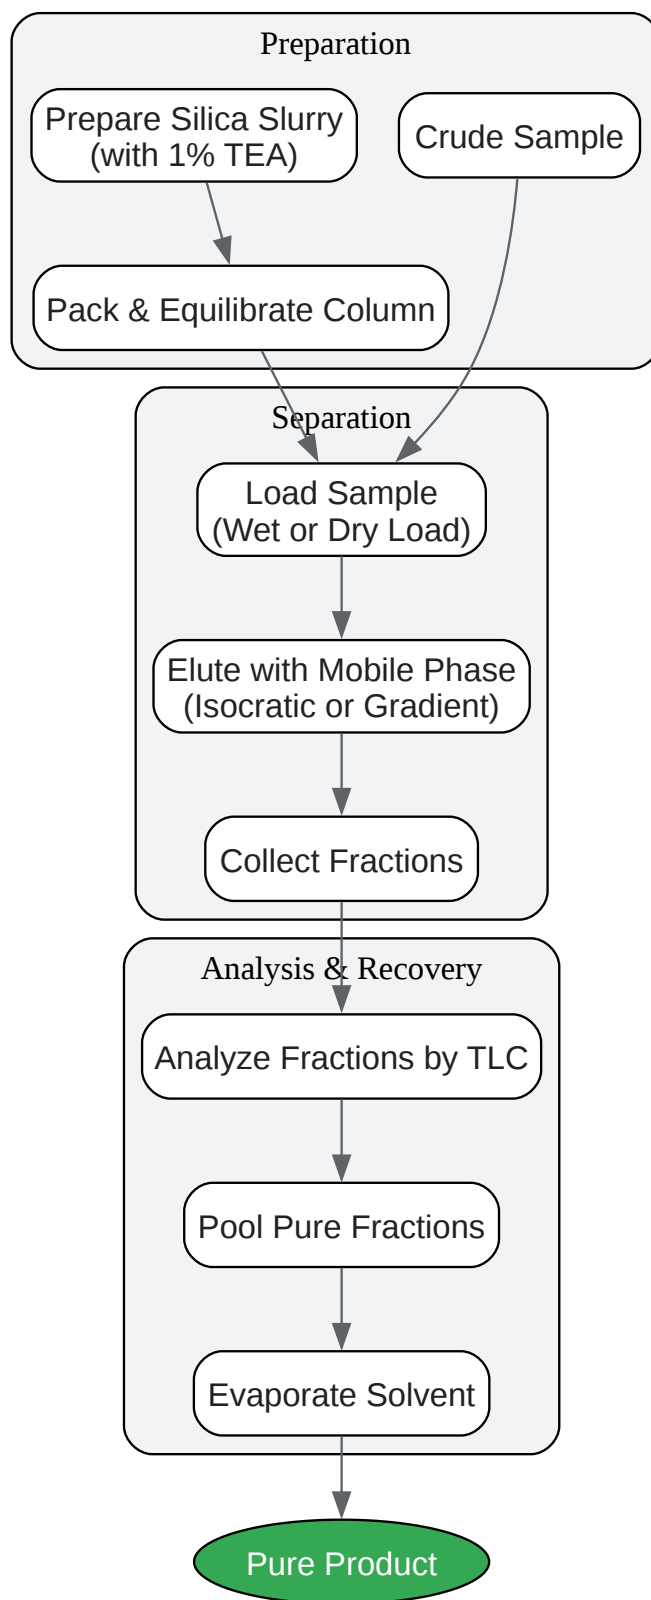 Preparation
Prepare Silica Slurry
(with 1% TEA)
Crude Sample
Pack & Equilibrate Column
Separation
Load Sample
(Wet or Dry Load)
Elute with Mobile Phase
(Isocratic or Gradient)
Collect Fractions
Analysis & Recovery
Analyze Fractions by TLC
Pool Pure Fractions
Evaporate Solvent
Pure Product